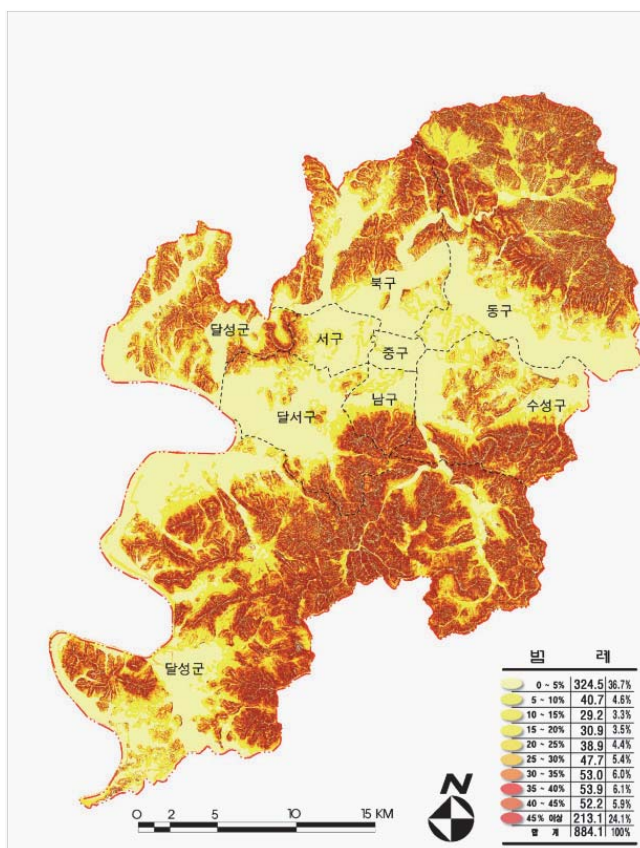 북구
동구
달성군
서구
중구
남구
수성구
달서구
달성군
범 례
0 ~ 5% 324.5 36.7%
5 ~ 10% 40.7 4.6%
10 ~ 15% 29.2 3.3%
15 ~ 20% 30.9 3.5%
20 ~ 25% 38.9 4.4%
25 ~ 30% 47.7 5.4%
30 ~ 35% 53.0 6.0%
35 ~ 40% 53.9 6.1%
40 ~ 45% 52.2 5.9%
45% 이상 213.1 24.1%
합 계 884.1 100%
N
0 2 5 10 15 KM